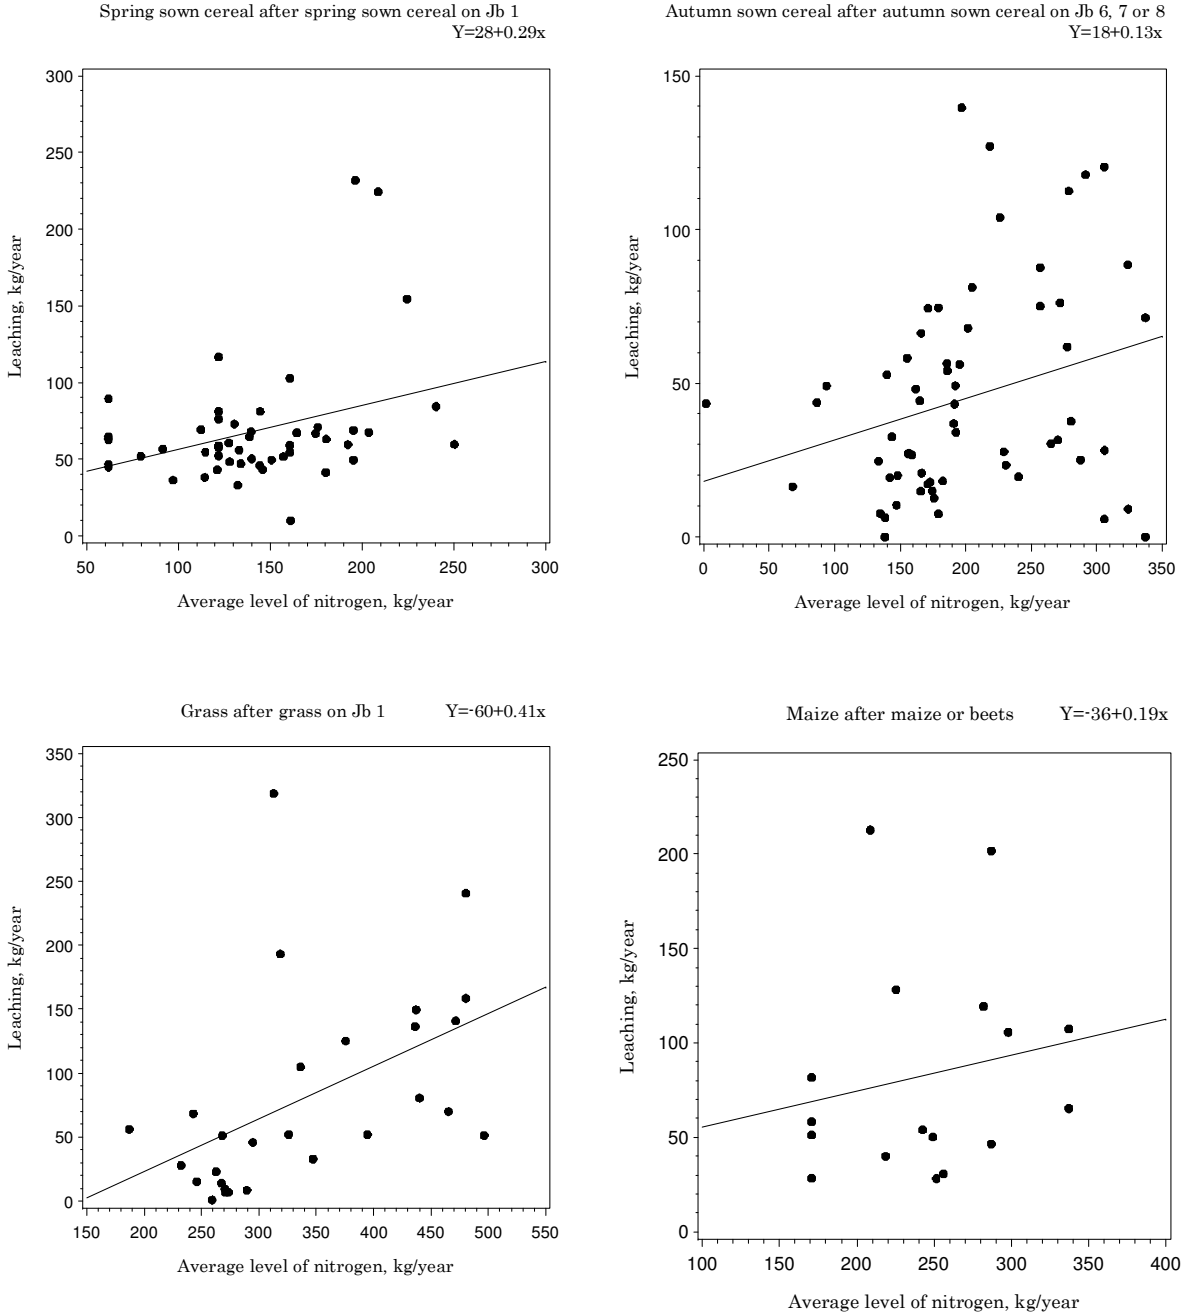 Spring sown cereal after spring sown cereal on Jb 1
Y=28+0.29x
300
250
200
150
100
50
0
Leaching, kg/year
50 100 150 200 250 300
Average level of nitrogen, kg/year
Autumn sown cereal after autumn sown cereal on Jb 6, 7 or 8
Y=18+0.13x
150
100
50
0
Leaching, kg/year
0 50 100 150 200 250 300 350
Average level of nitrogen, kg/year
Grass after grass on Jb 1 Y=-60+0.41x
350
300
250
200
150
100
50
0
Leaching, kg/year
150 200 250 300 350 400 450 500 550
Average level of nitrogen, kg/year
Maize after maize or beets Y=-36+0.19x
250
200
150
100
50
0
Leaching, kg/year
100 150 200 250 300 350 400
Average level of nitrogen, kg/year